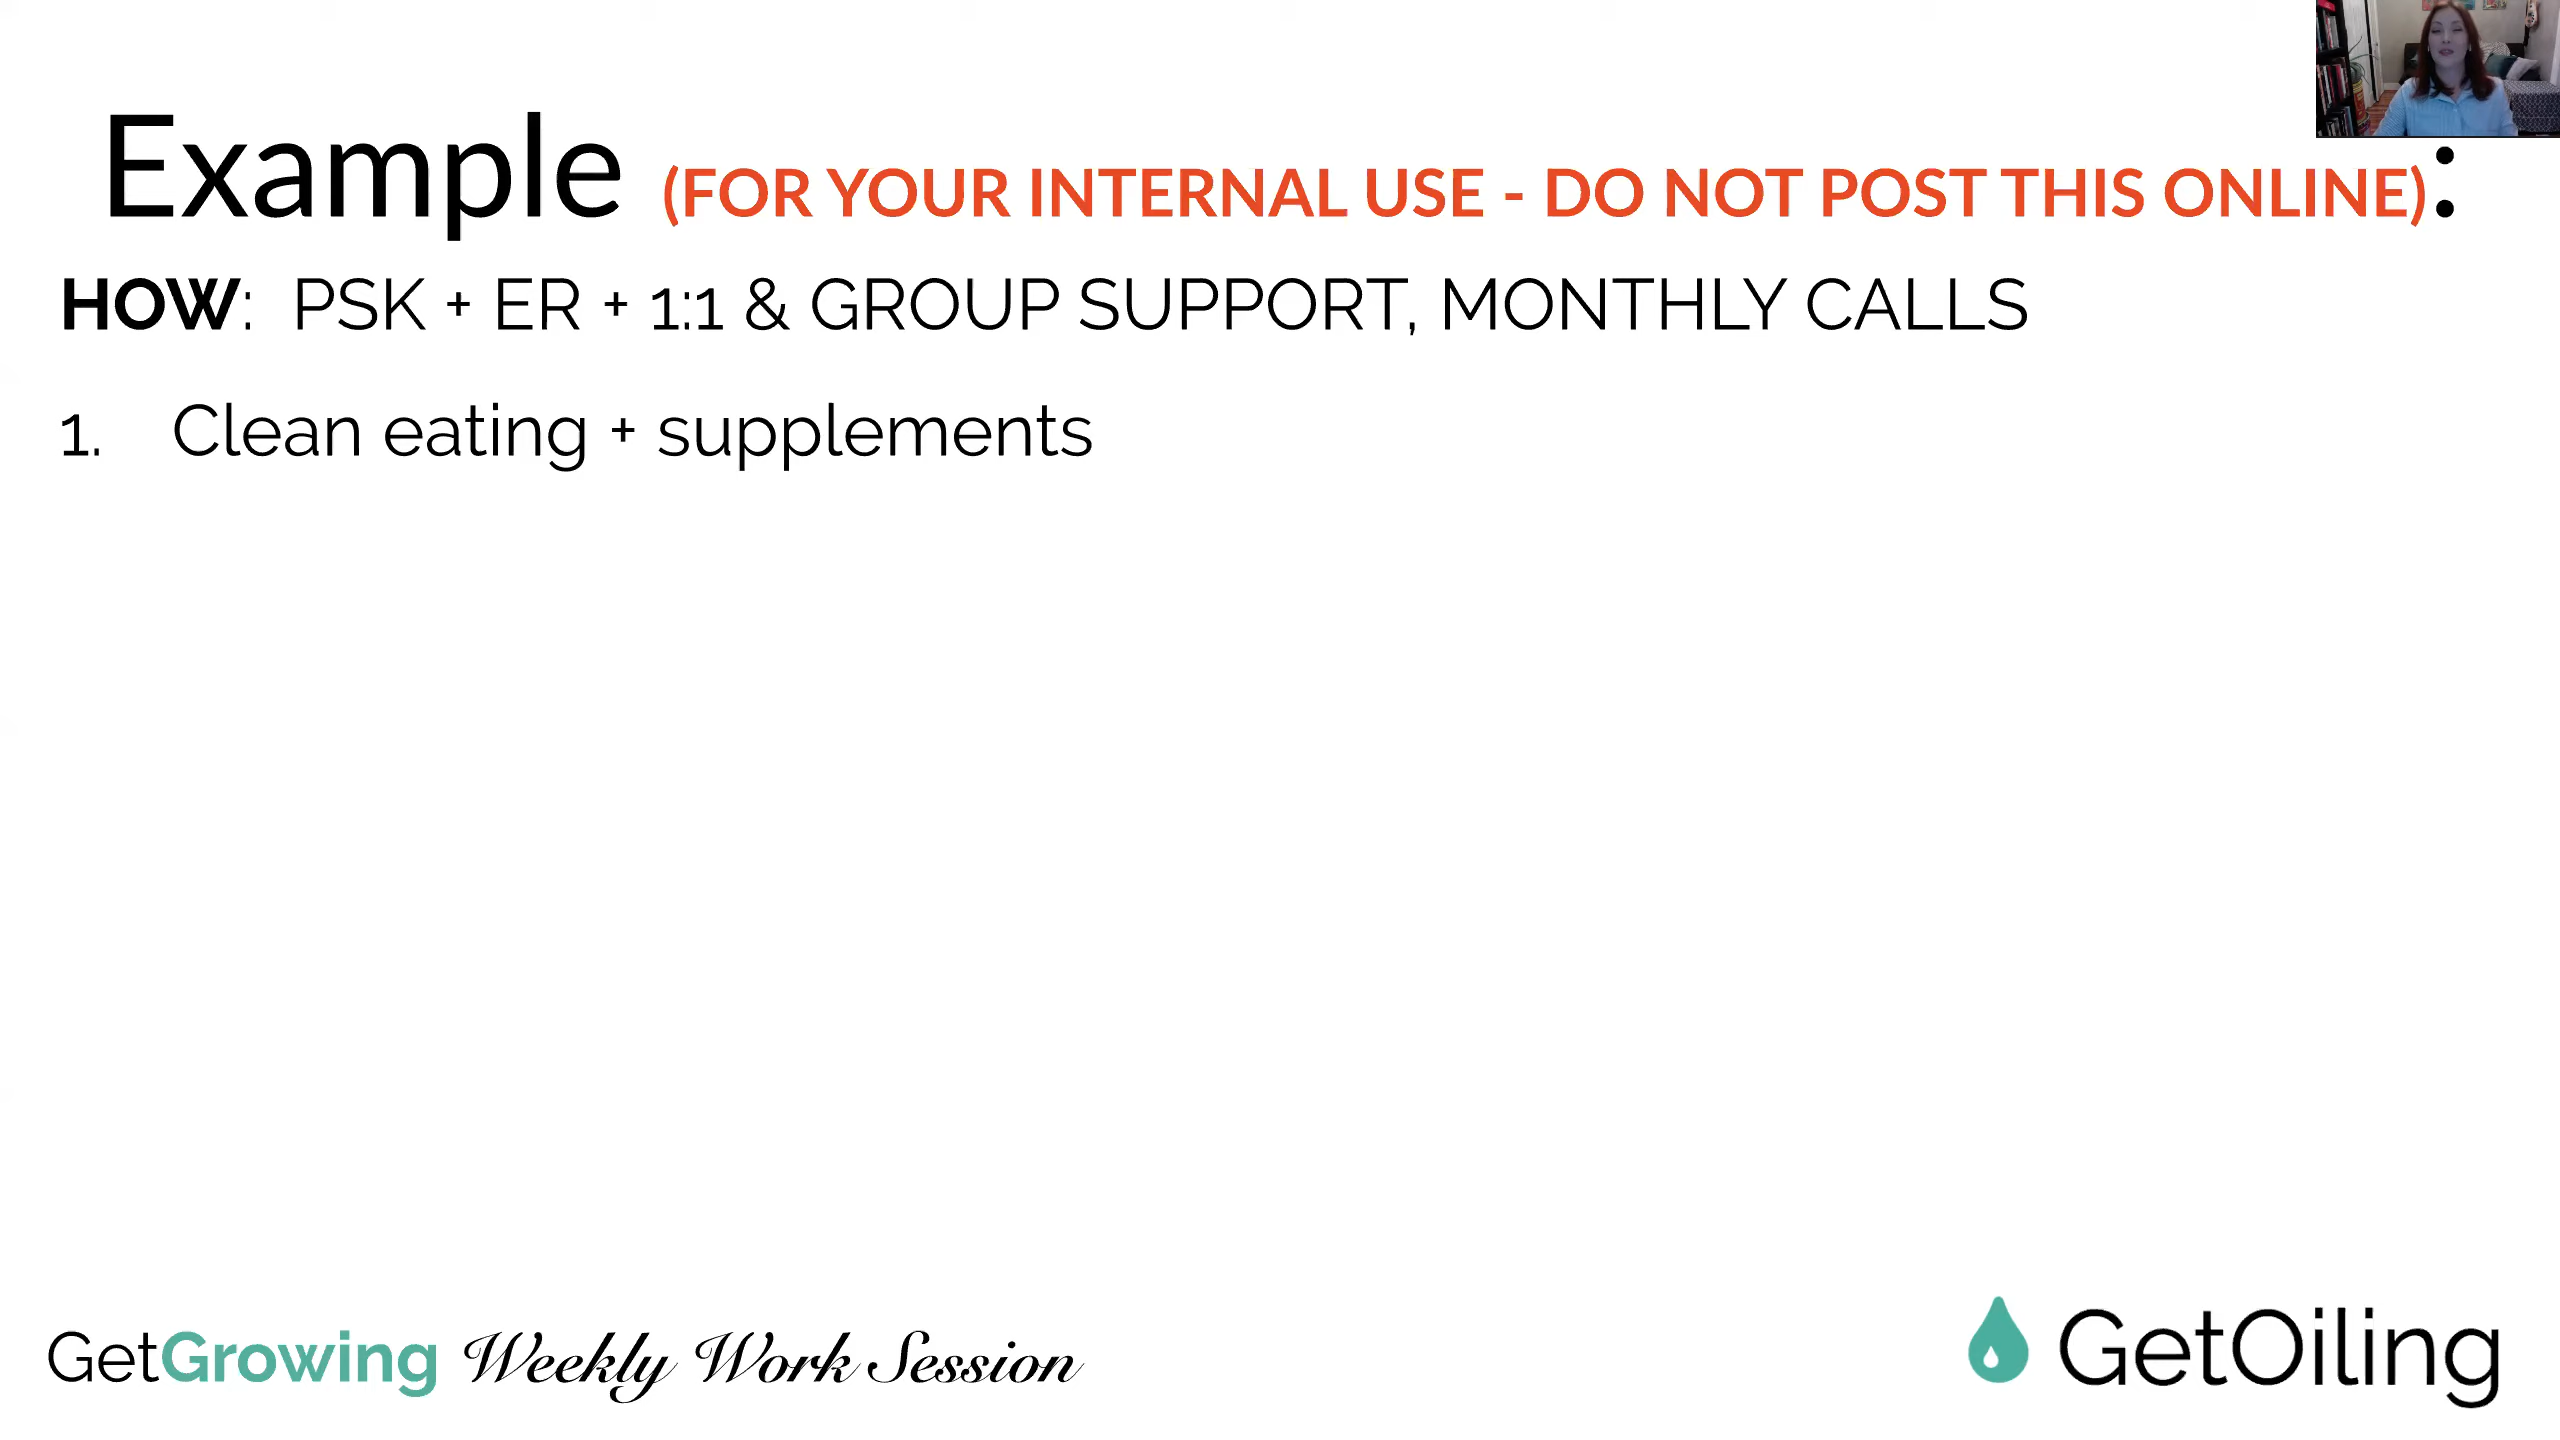 Example (FOR YOUR INTERNAL USE - DO NOT POST THIS ONLINE):
HOW: PSK + ER + 1:1 & GROUP SUPPORT, MONTHLY CALLS
1. Clean eating + supplements
GetGrowing Weekly Work Session
GetOiling